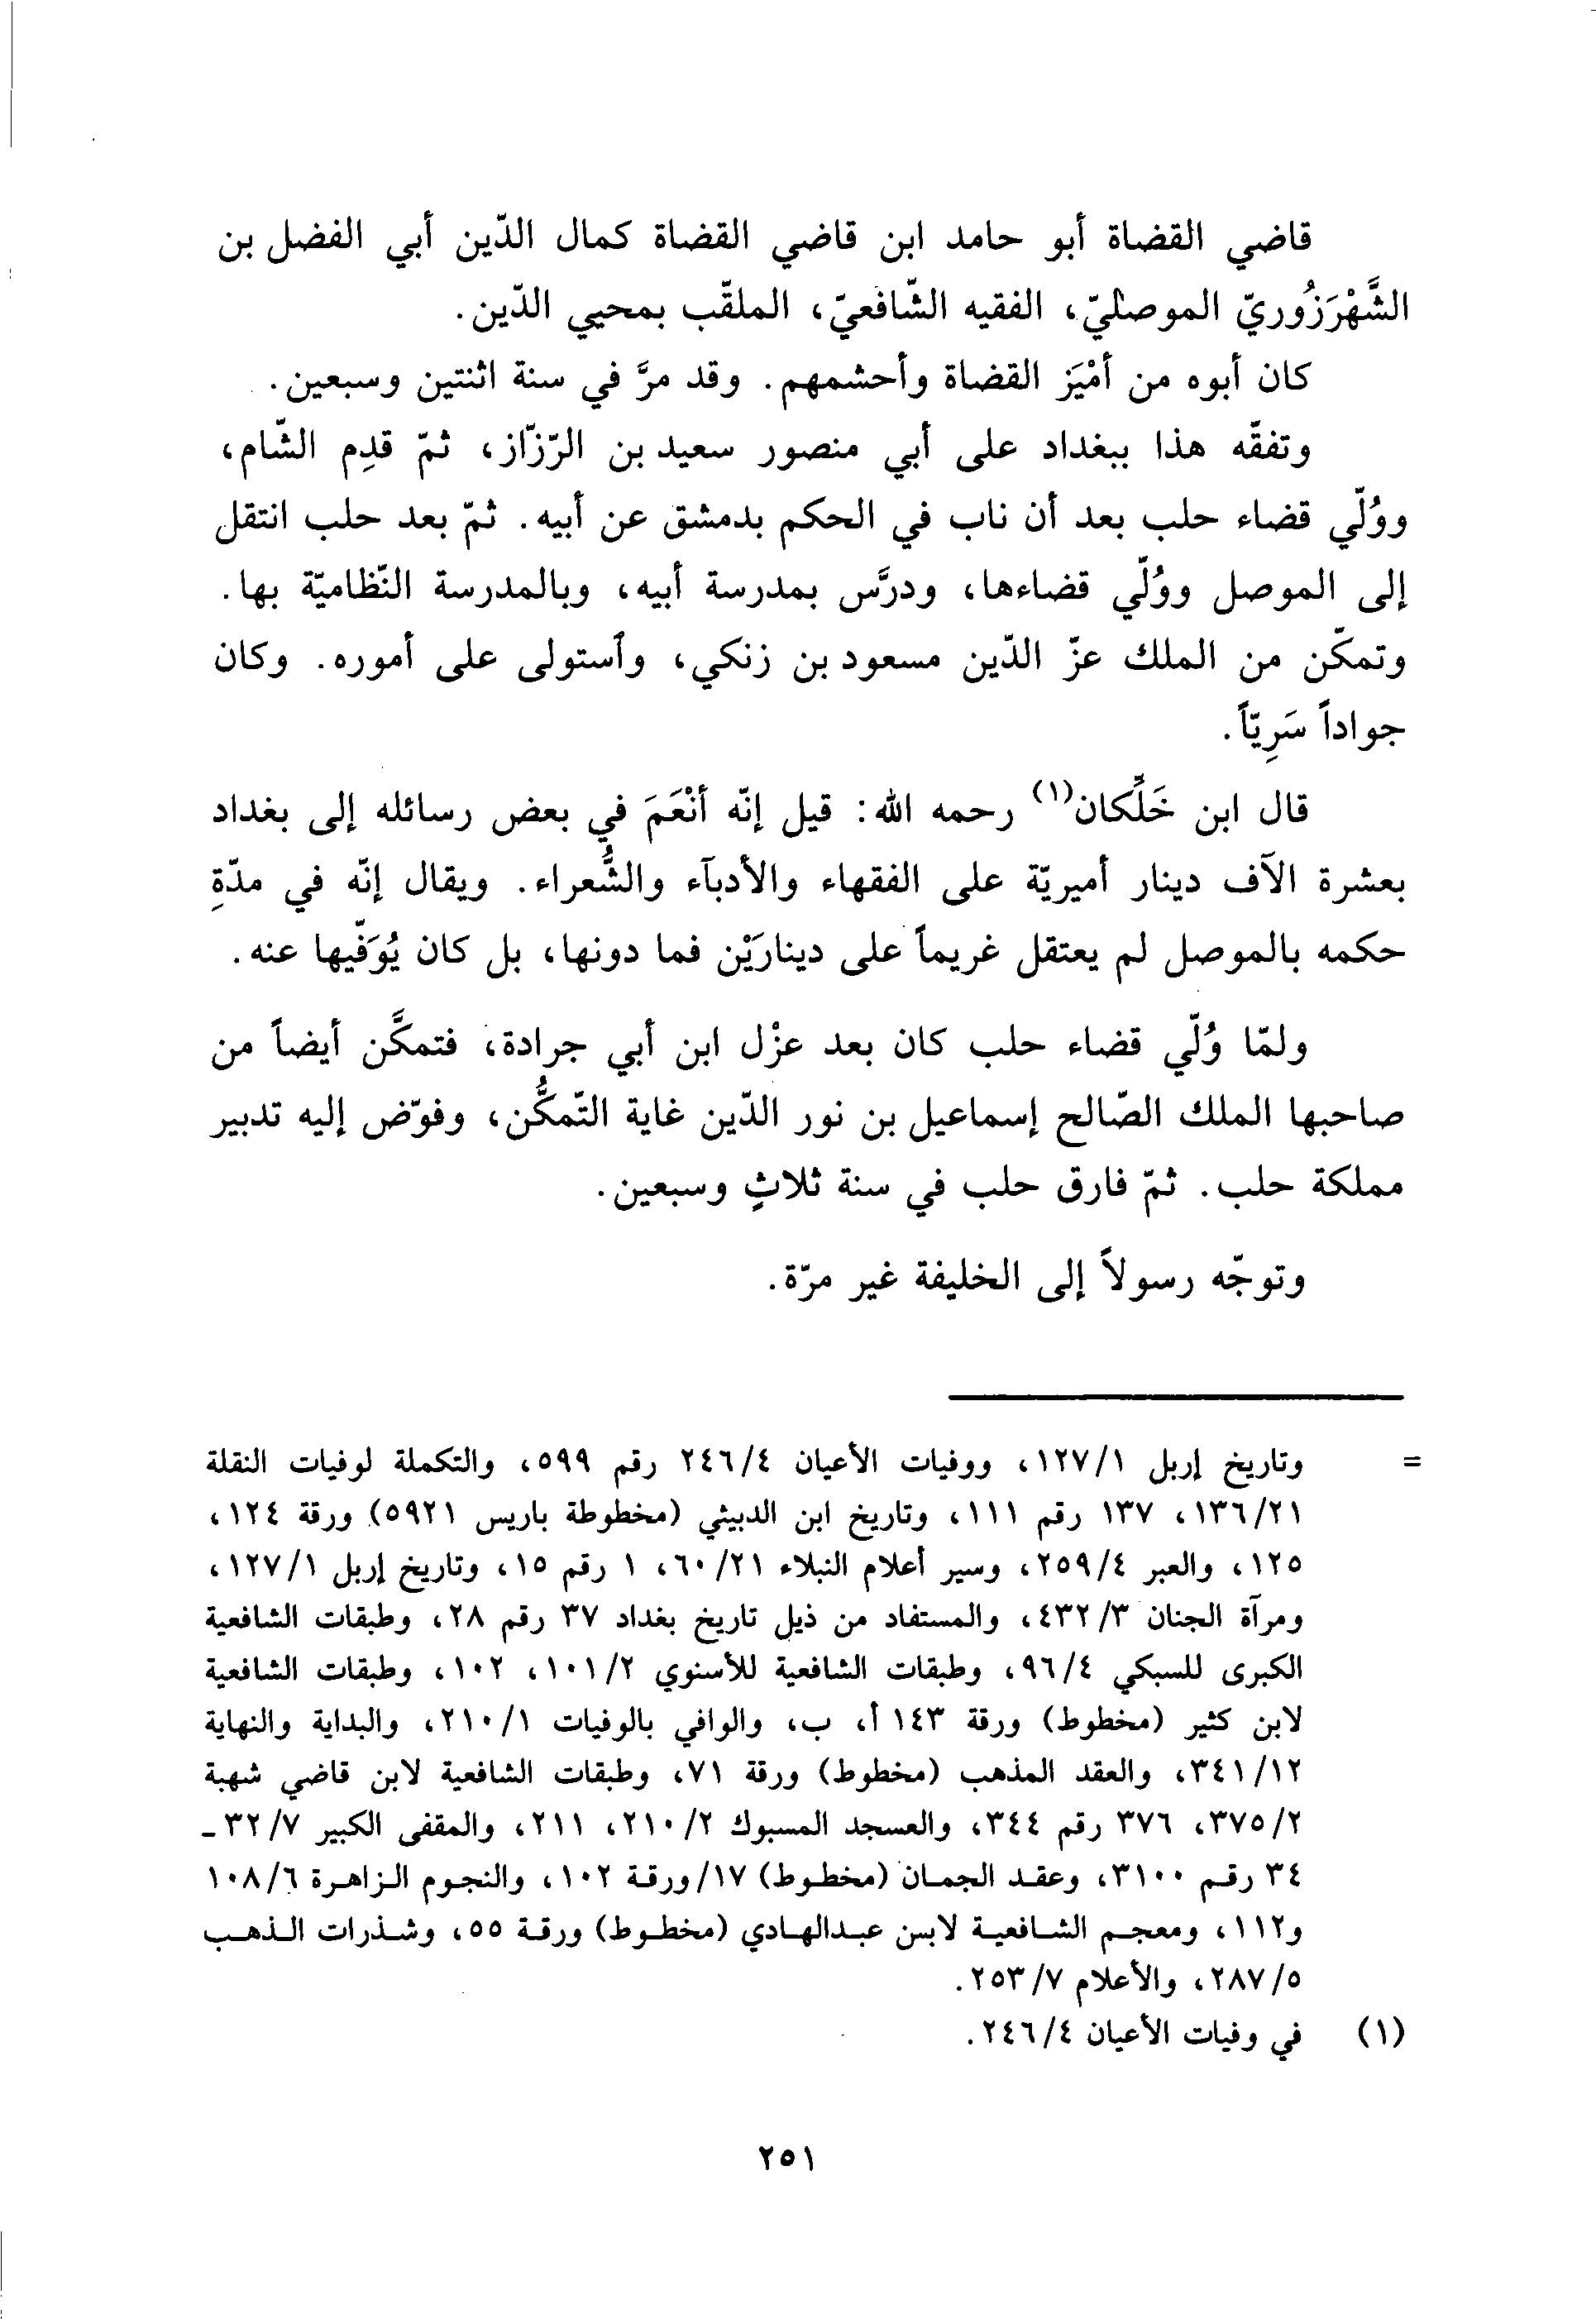 قاضي القضاة أبو حامد ابن قاضي القضاة كمال الدّين أبي الفضل بن
الشَّهْرَزُوريّ الموصليّ، الفقيه الشّافعيّ، الملقّب بمحيي الدّين.
كان أبوه من أمْيَز القضاة وأحشمهم. وقد مرَّ في سنة اثنتين وسبعين.
وتفقّه هذا ببغداد على أبي منصور سعيد بن الرّزّاز، ثمّ قدِم الشّام،
ووُلّي قضاء حلب بعد أن ناب في الحكم بدمشق عن أبيه. ثمّ بعد حلب انتقل
إلى الموصل ووُلّي قضاءها، ودرَّس بمدرسة أبيه، وبالمدرسة النّظاميّة بها.
وتمكّن من الملك عزّ الدّين مسعود بن زنكي، وأستولى على أموره. وكان
جواداً سَرِيّاً.
قال ابن خَلِّكان(١) رحمه الله: قيل إنّه أنْعَمَ في بعض رسائله إلى بغداد
بعشرة الآف دينار أميريّة على الفقهاء والأدبآء والشُّعراء. ويقال إنّه في مدّةِ
حكمه بالموصل لم يعتقل غريماً على دينارَيْن فما دونها، بل كان يُوَفّيها عنه.
ولمّا وُلّي قضاء حلب كان بعد عزْل ابن أبي جرادة، فتمكَّن أيضاً من
صاحبها الملك الصّالح إسماعيل بن نور الدّين غاية التّمكُّن، وفوّض إليه تدبير
مملكة حلب. ثمّ فارق حلب في سنة ثلاثٍ وسبعين.
وتوجّه رسولاً إلى الخليفة غير مرّة.
= وتاريخ إربل ١٢٧/١، ووفيات الأعيان ٢٤٦/٤ رقم ٥٩٩، والتكملة لوفيات النقلة
١٣٦/٢١، ١٣٧ رقم ١١١، وتاريخ ابن الدبيثي (مخطوطة باريس ٥٩٢١) ورقة ١٢٤،
١٢٥، والعبر ٢٥٩/٤، وسير أعلام النبلاء ٦٠/٢١، ١ رقم ١٥، وتاريخ إربل ١٢٧/١،
ومرآة الجنان ٤٣٢/٣، والمستفاد من ذيل تاريخ بغداد ٣٧ رقم ٢٨، وطبقات الشافعية
الكبرى للسبكي ٩٦/٤، وطبقات الشافعية للأسنوي ١٠١/٢، ١٠٢، وطبقات الشافعية
لابن كثير (مخطوط) ورقة ١٤٣ أ، ب، والوافي بالوفيات ٢١٠/١، والبداية والنهاية
٣٤١/١٢، والعقد المذهب (مخطوط) ورقة ٧١، وطبقات الشافعية لابن قاضي شهبة
٣٧٥/٢، ٣٧٦ رقم ٣٤٤، والعسجد المسبوك ٢١٠/٢، ٢١١، والمقفى الكبير ٣٢/٧ -
٣٤ رقم ٣١٠٠، وعقد الجمان (مخطوط) ١٧/ورقة ١٠٢، والنجوم الزاهرة ١٠٨/٦
و١١٢، ومعجم الشافعية لابن عبدالهادي (مخطوط) ورقة ٥٥، وشذرات الذهب
٢٨٧/٥، والأعلام ٢٥٣/٧.
(١) في وفيات الأعيان ٢٤٦/٤.
٢٥١